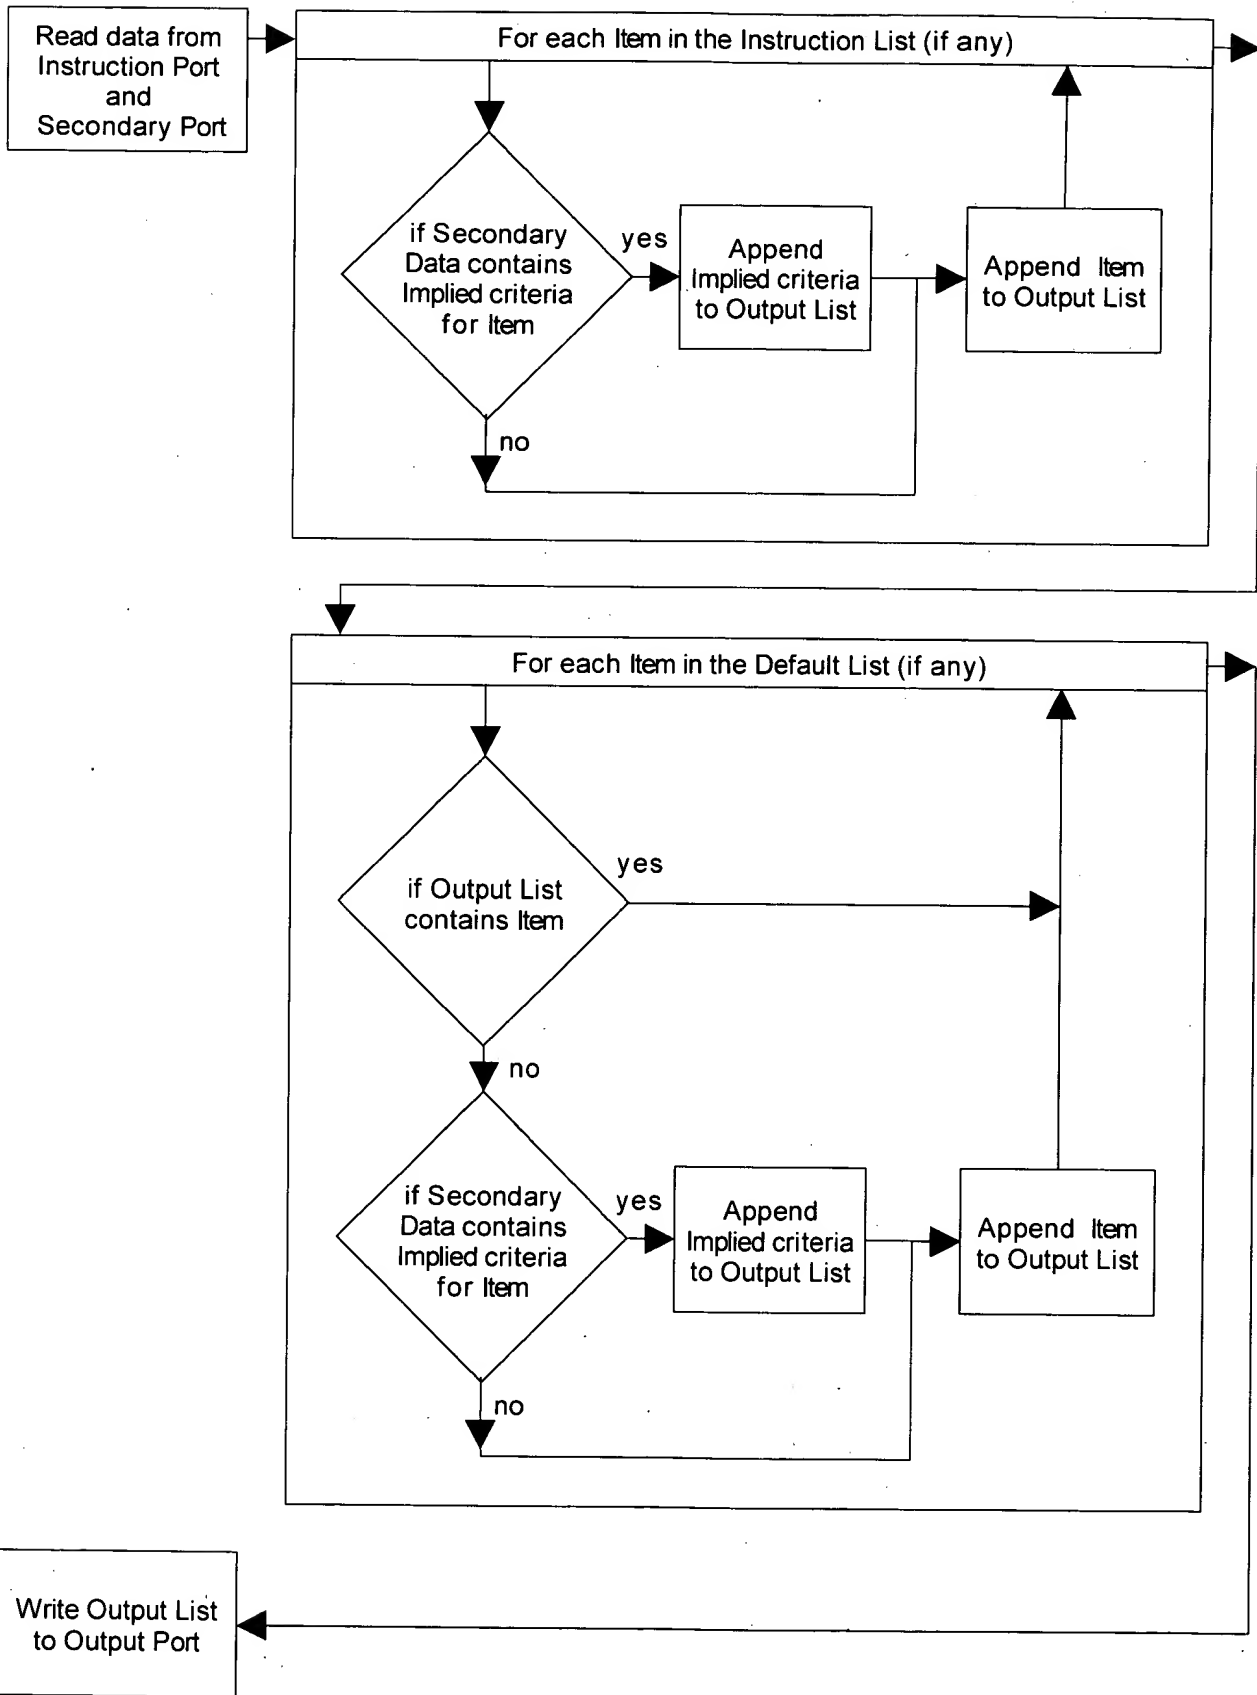 Read data from
Instruction Port
and
Secondary Port
For each Item in the Instruction List (if any)
if Secondary
Data contains
Implied criteria
for Item
yes
Append
Implied criteria
to Output List
Append Item
to Output List
no
For each Item in the Default List (if any)
if Output List
contains Item
yes
no
if Secondary
Data contains
Implied criteria
for Item
yes
Append
Implied criteria
to Output List
Append Item
to Output List
no
Write Output List
to Output Port